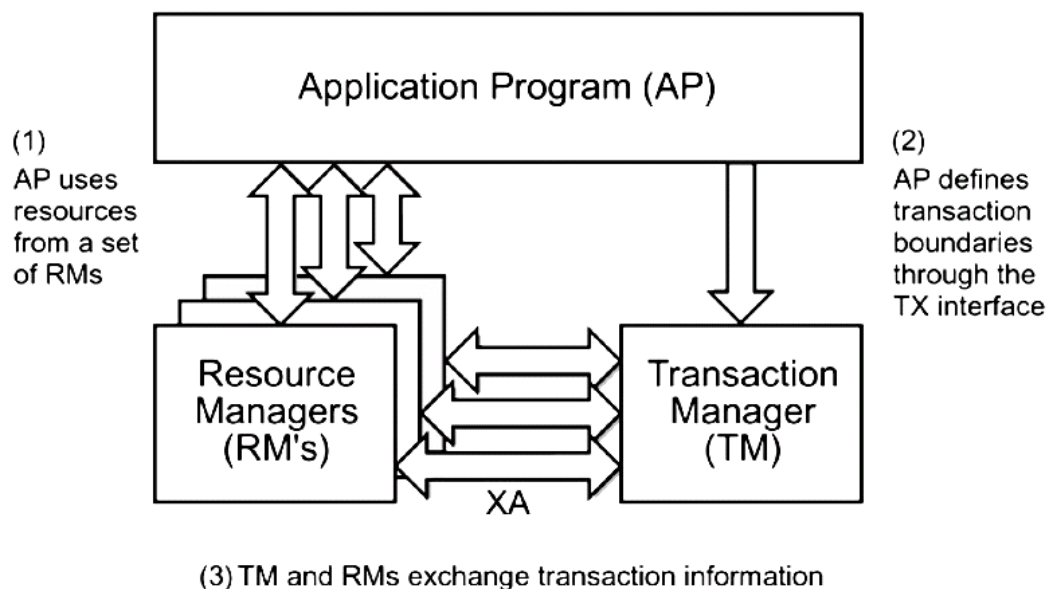 Application Program (AP)
(1)
AP uses
resources
from a set
of RMs
(2)
AP defines
transaction
boundaries
through the
TX interface
Resource
Managers
(RM's)
Transaction
Manager
(TM)
XA
(3) TM and RMs exchange transaction information